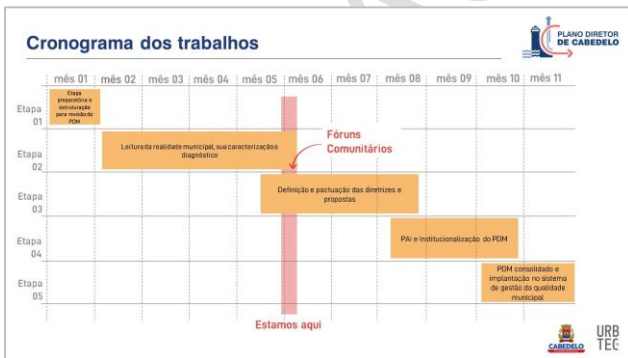 Cronograma dos trabalhos
PLANO DIRETOR
DE CABEDELO
mês 01
mês 02
mês 03
mês 04
mês 05
mês 06
mês 07
mês 08
mês 09
mês 10
mês 11
Etapa
01
Etapa
preparatória e
estruturação
para revisão do
PDM
Fóruns
Comunitários
Etapa
02
Leitura da realidade municipal, sua caracterização e
diagnóstico
Etapa
03
Definição e pactuação das diretrizes e
propostas
Etapa
04
PAI e Institucionalização do PDM
Etapa
05
PDM consolidado e
implantação no sistema
de gestão da qualidade
municipal
Estamos aqui
CABEDELO
URB
TEC